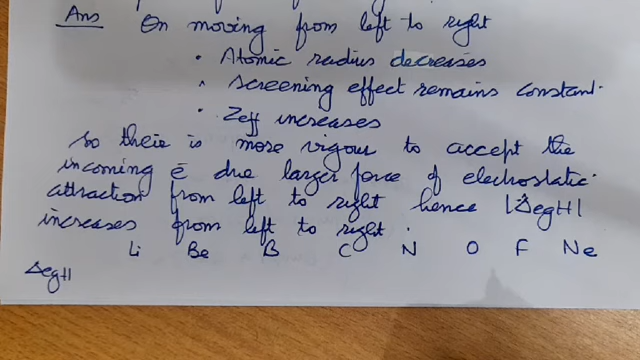 Ans On moving from left to right
• Atomic radius decreases
• Screening effect remains constant.
• Zeff increases
So their is more vigour to accept the
incoming ē due larger force of electrostatic
attraction from left to right hence |ΔegH|
increases from left to right.
Li Be B C N O F Ne
ΔegH